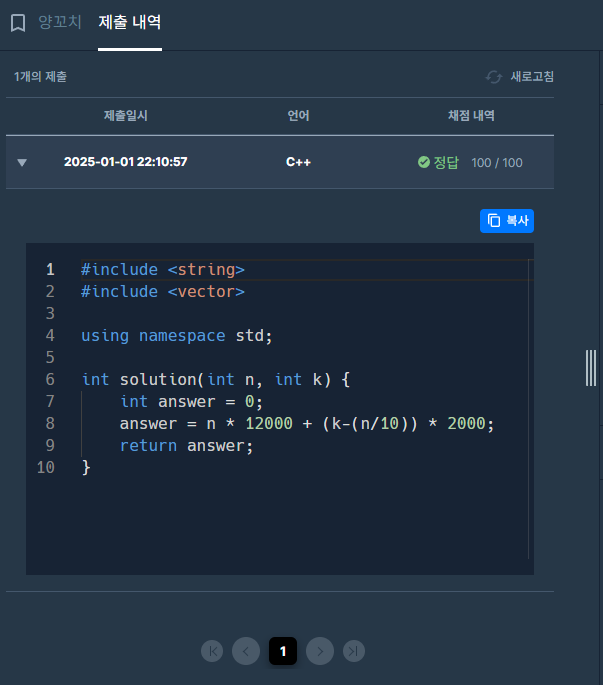 양꼬치 제출 내역
1개의 제출 새로고침
제출일시 언어 채점 내역
2025-01-01 22:10:57 C++ 정답 100 / 100
복사
1 #include <string>
2 #include <vector>
3
4 using namespace std;
5
6 int solution(int n, int k) {
7     int answer = 0;
8     answer = n * 12000 + (k-(n/10)) * 2000;
9     return answer;
10 }
1